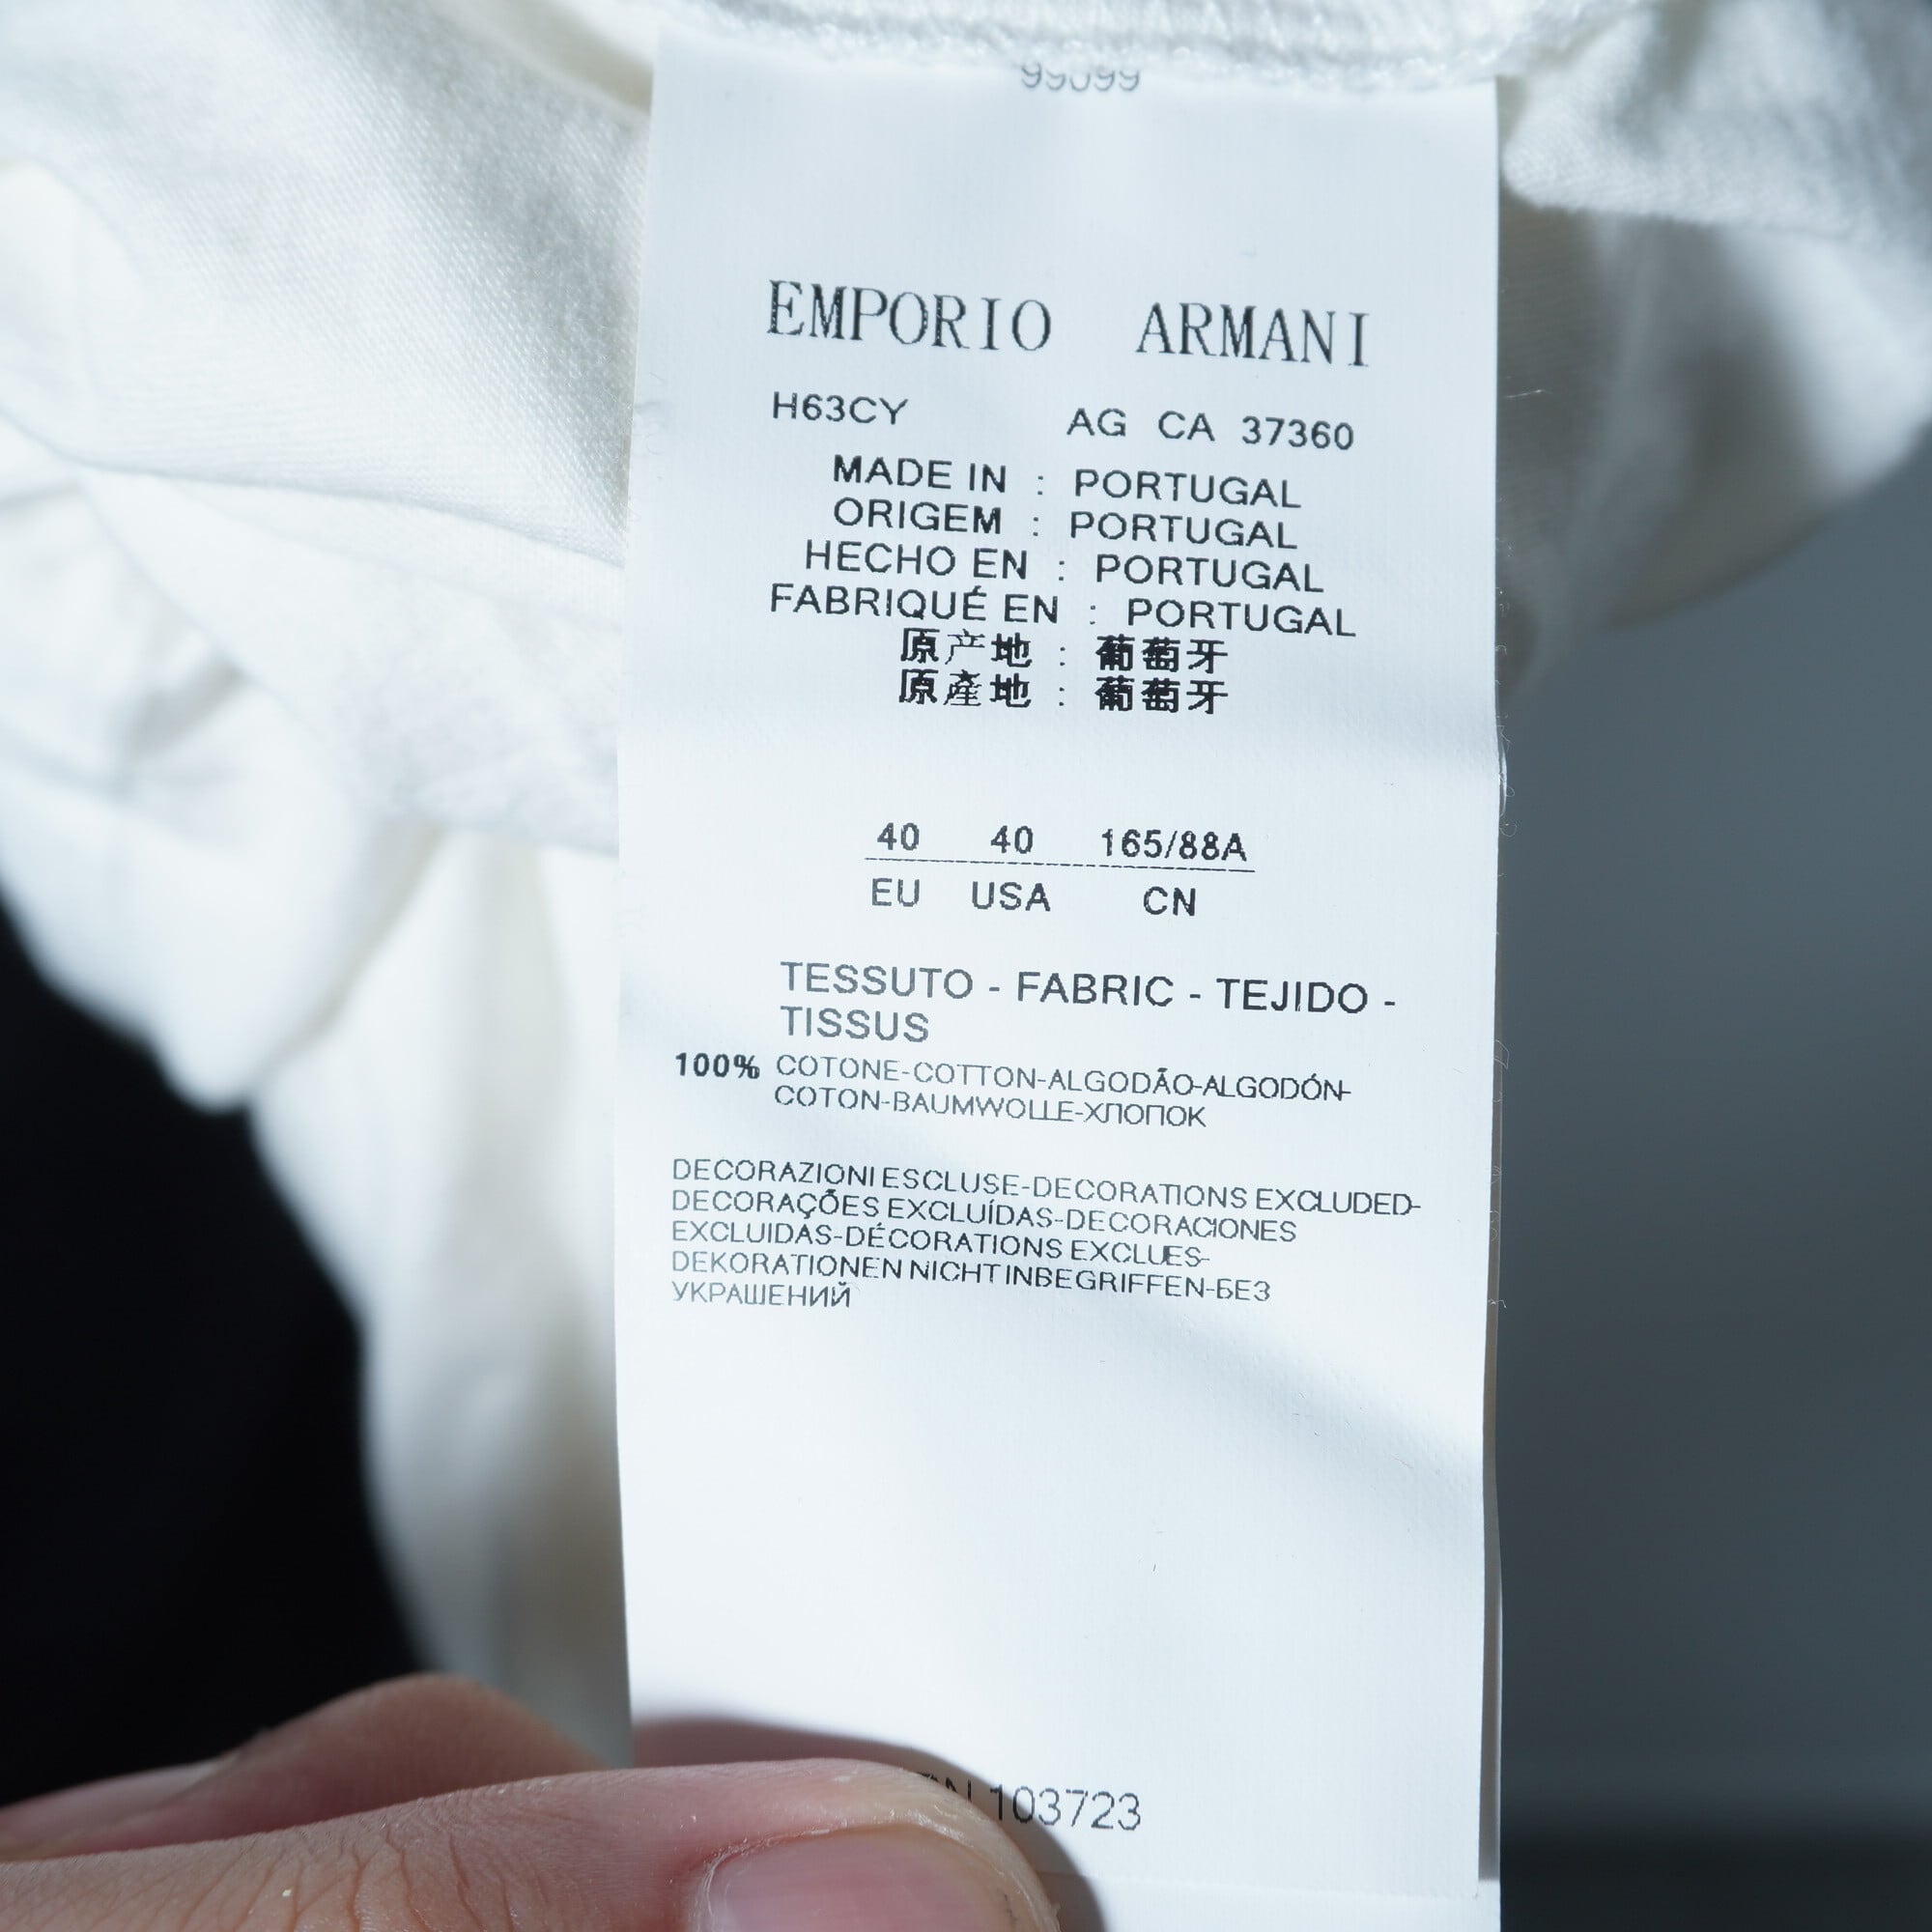 99099
EMPORIO ARMANI
H63CY AG CA 37360
MADE IN : PORTUGAL
ORIGEM : PORTUGAL
HECHO EN : PORTUGAL
FABRIQUÉ EN : PORTUGAL
原产地 : 葡萄牙
原產地 : 葡萄牙
40 40 165/88A
EU USA CN
TESSUTO - FABRIC - TEJIDO -
TISSUS
100% COTONE-COTTON-ALGODÃO-ALGODÓN-
COTON-BAUMWOLLE-ХЛОПОК
DECORAZIONI ESCLUSE-DECORATIONS EXCLUDED-
DECORAÇÕES EXCLUÍDAS-DECORACIONES
EXCLUIDAS-DÉCORATIONS EXCLUES-
DEKORATIONEN NICHT INBEGRIFFEN-БЕЗ
УКРАШЕНИЙ
103723